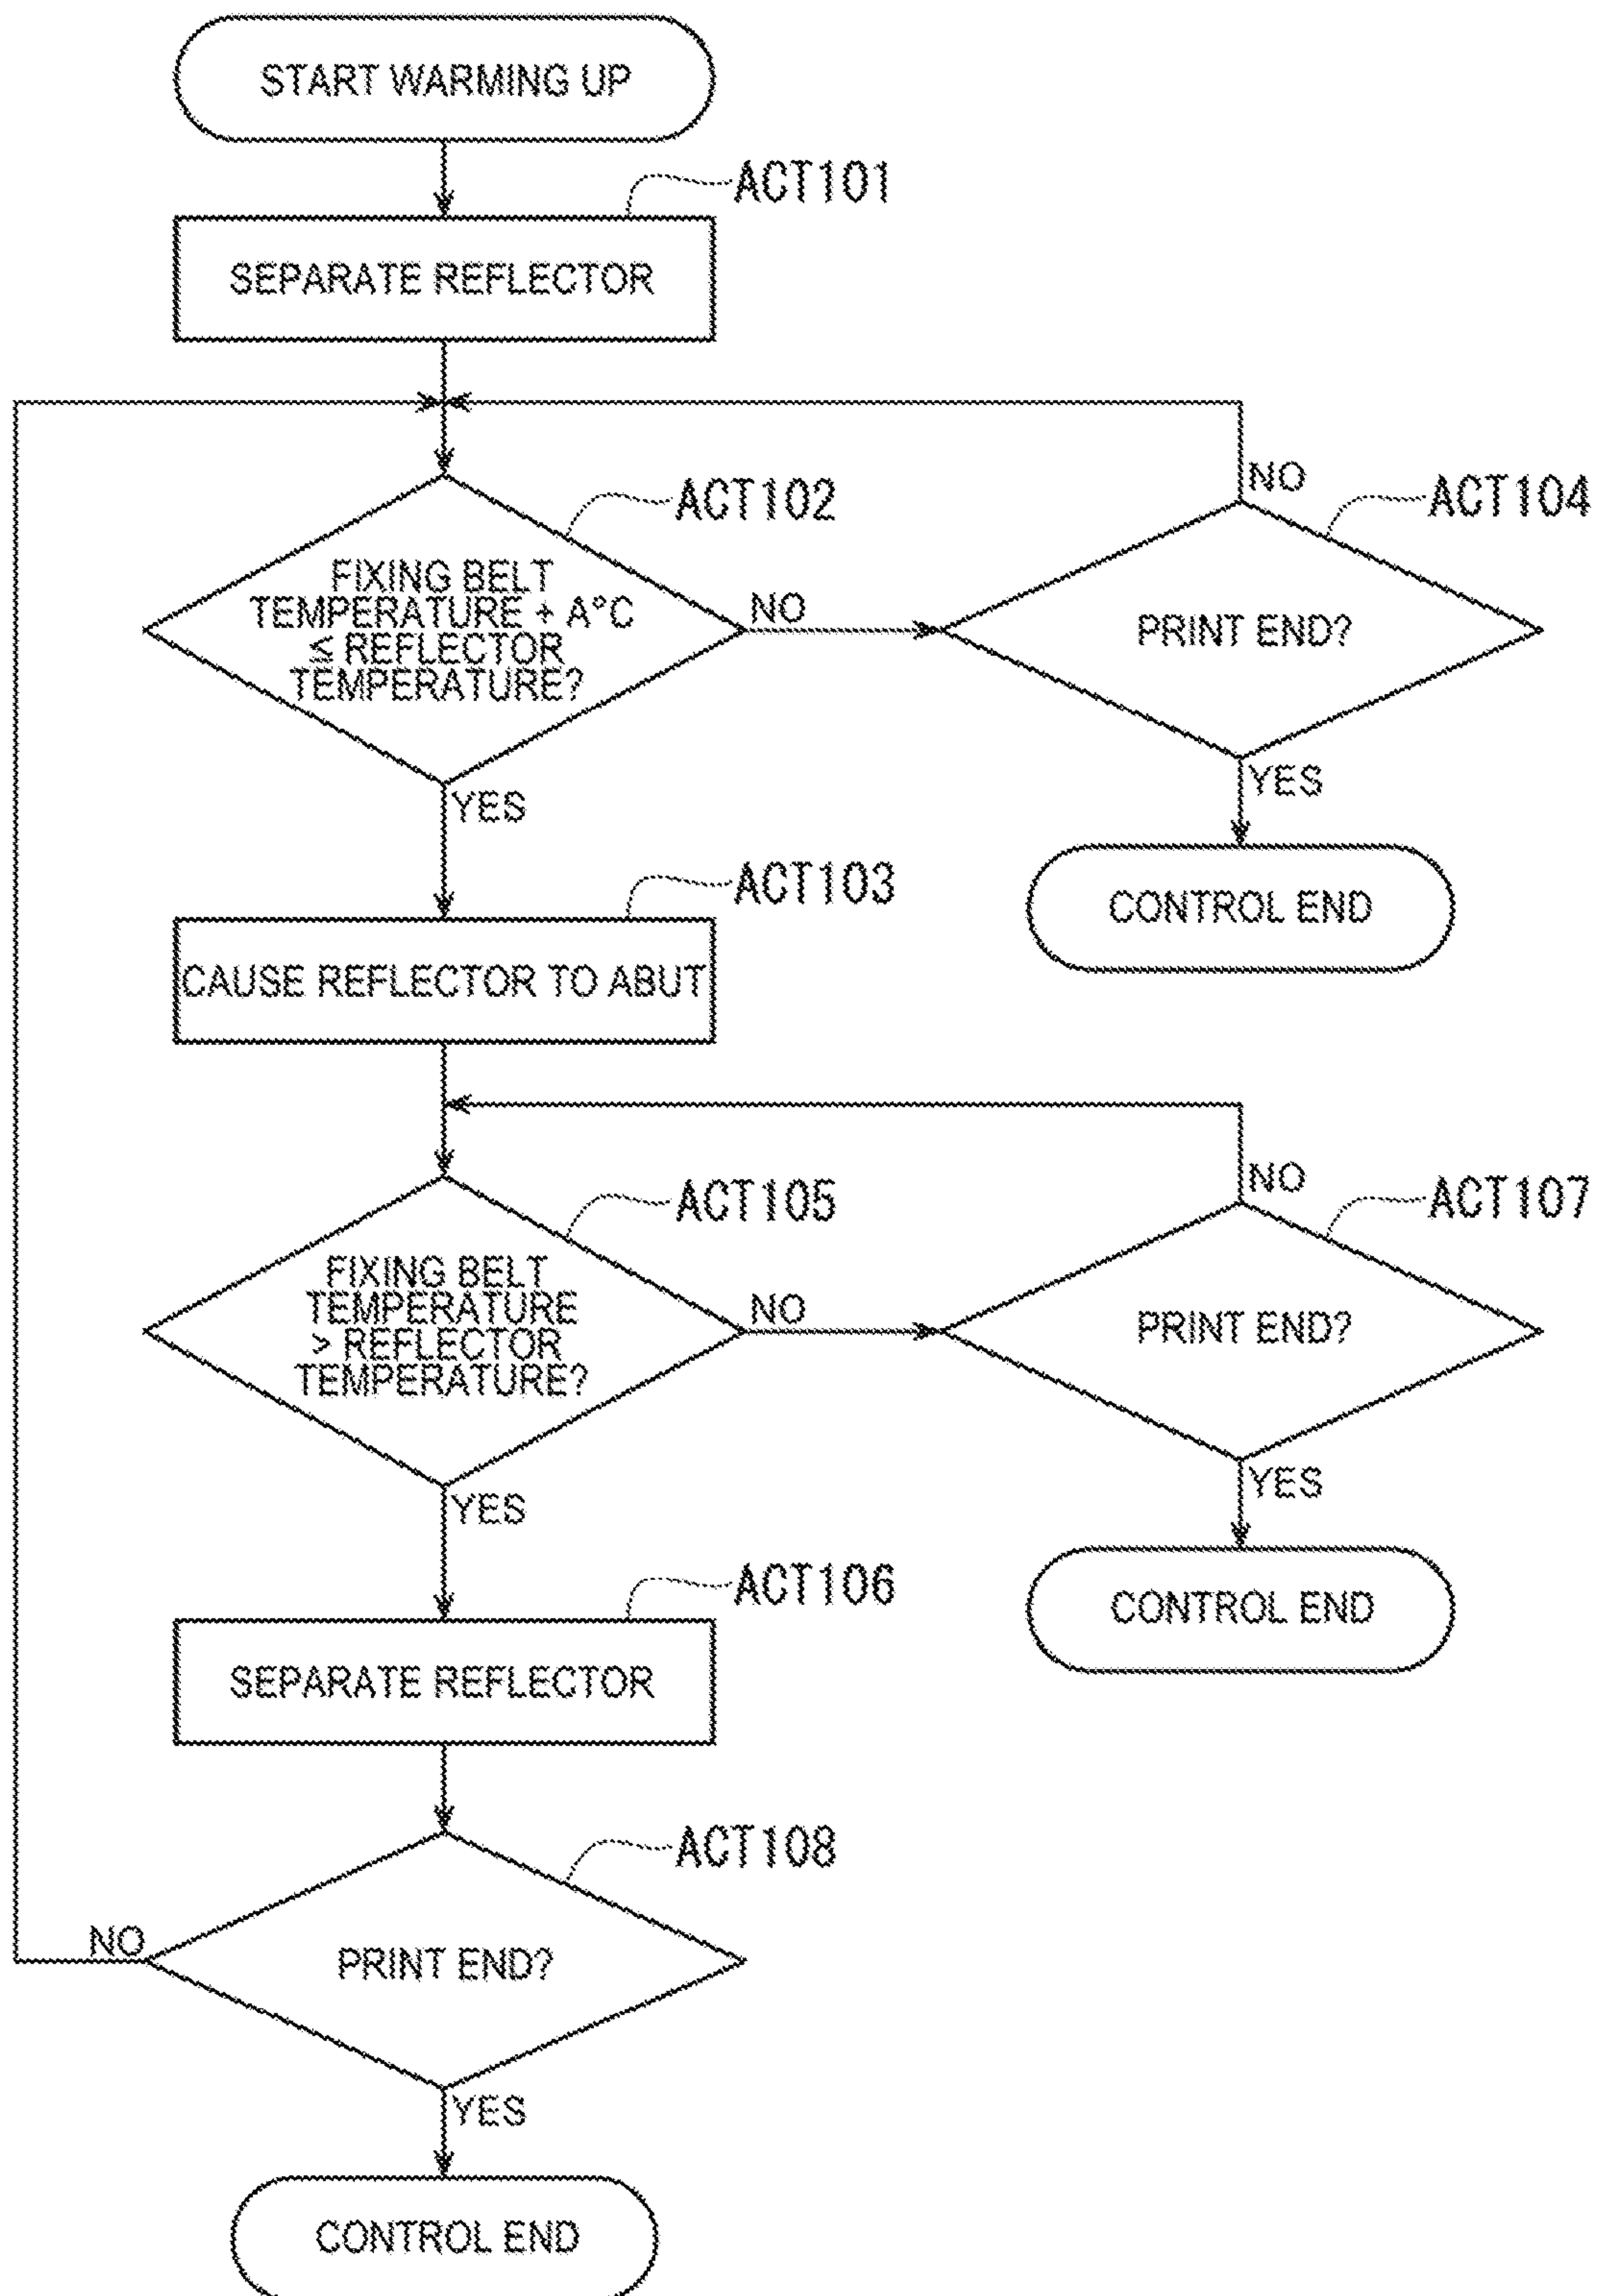 START WARMING UP
ACT101
SEPARATE REFLECTOR
ACT102
FIXING BELT
TEMPERATURE + A°C
≦ REFLECTOR
TEMPERATURE?
NO
YES
ACT104
NO
PRINT END?
YES
CONTROL END
ACT103
CAUSE REFLECTOR TO ABUT
ACT105
FIXING BELT
TEMPERATURE
> REFLECTOR
TEMPERATURE?
NO
YES
ACT107
NO
PRINT END?
YES
CONTROL END
ACT106
SEPARATE REFLECTOR
ACT108
NO
PRINT END?
YES
CONTROL END